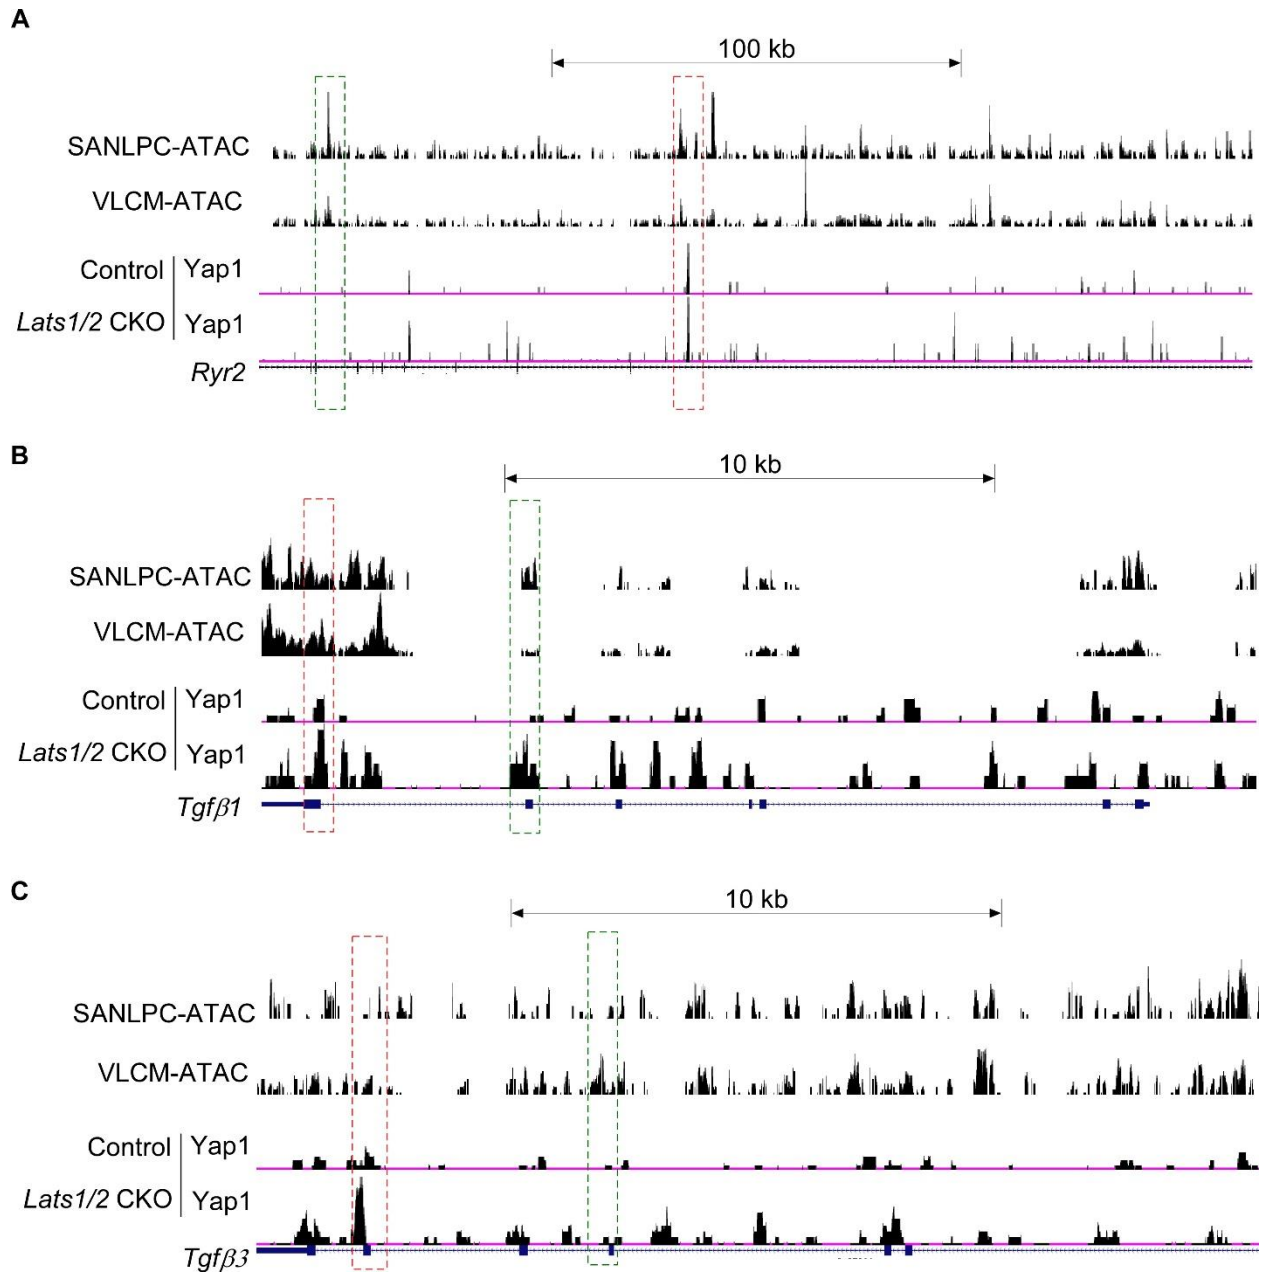 A
100 kb
SANLPC-ATAC
VLCM-ATAC
Control Yap1
Lats1/2 CKO Yap1
Ryr2
B
10 kb
SANLPC-ATAC
VLCM-ATAC
Control Yap1
Lats1/2 CKO Yap1
Tgfβ1
C
10 kb
SANLPC-ATAC
VLCM-ATAC
Control Yap1
Lats1/2 CKO Yap1
Tgfβ3